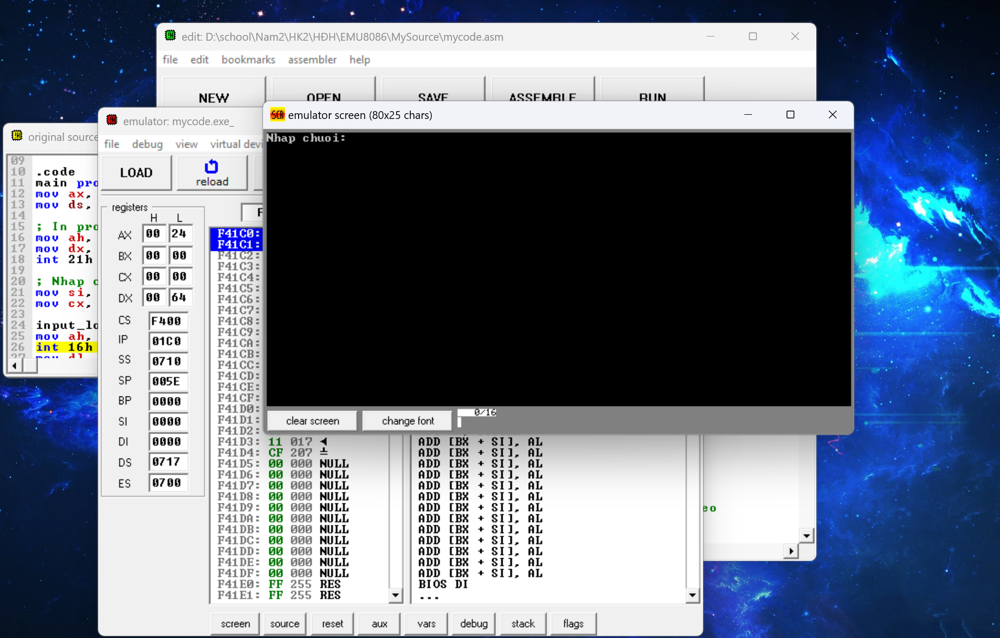 edit: D:\school\Nam2\HK2\HĐH\EMU8086\MySource\mycode.asm
file edit bookmarks assembler help
NEW OPEN SAVE ASSEMBLE RUN
emulator: mycode.exe_
file debug view virtual devi
LOAD
reload
original source
09
10 .code
11 main pro
12 mov ax,
13 mov ds,
14
15 ; In pro
16 mov ah,
17 mov dx,
18 int 21h
19
20 ; Nhap c
21 mov si,
22 mov cx,
23
24 input_lo
25 mov ah,
26 int 16h
27 mov dl
registers
H L
AX 00 24
BX 00 00
CX 00 00
DX 00 64
CS F400
IP 01C0
SS 0710
SP 005E
BP 0000
SI 0000
DI 0000
DS 0717
ES 0700
F
F41C0:
F41C1:
F41C2:
F41C3:
F41C4:
F41C5:
F41C6:
F41C7:
F41C8:
F41C9:
F41CA:
F41CB:
F41CC:
F41CD:
F41CE:
F41CF:
F41D0:
F41D1:
F41D2:
F41D3: 11 017 ◄ ADD [BX + SI], AL
F41D4: CF 207 ╧ ADD [BX + SI], AL
F41D5: 00 000 NULL ADD [BX + SI], AL
F41D6: 00 000 NULL ADD [BX + SI], AL
F41D7: 00 000 NULL ADD [BX + SI], AL
F41D8: 00 000 NULL ADD [BX + SI], AL
F41D9: 00 000 NULL ADD [BX + SI], AL
F41DA: 00 000 NULL ADD [BX + SI], AL
F41DB: 00 000 NULL ADD [BX + SI], AL
F41DC: 00 000 NULL ADD [BX + SI], AL
F41DD: 00 000 NULL ADD [BX + SI], AL
F41DE: 00 000 NULL ADD [BX + SI], AL
F41DF: 00 000 NULL ADD [BX + SI], AL
F41E0: FF 255 RES BIOS DI
F41E1: FF 255 RES ...
screen source reset aux vars debug stack flags
SCR emulator screen (80x25 chars)
Nhap chuoi:
clear screen change font 0/16
eo